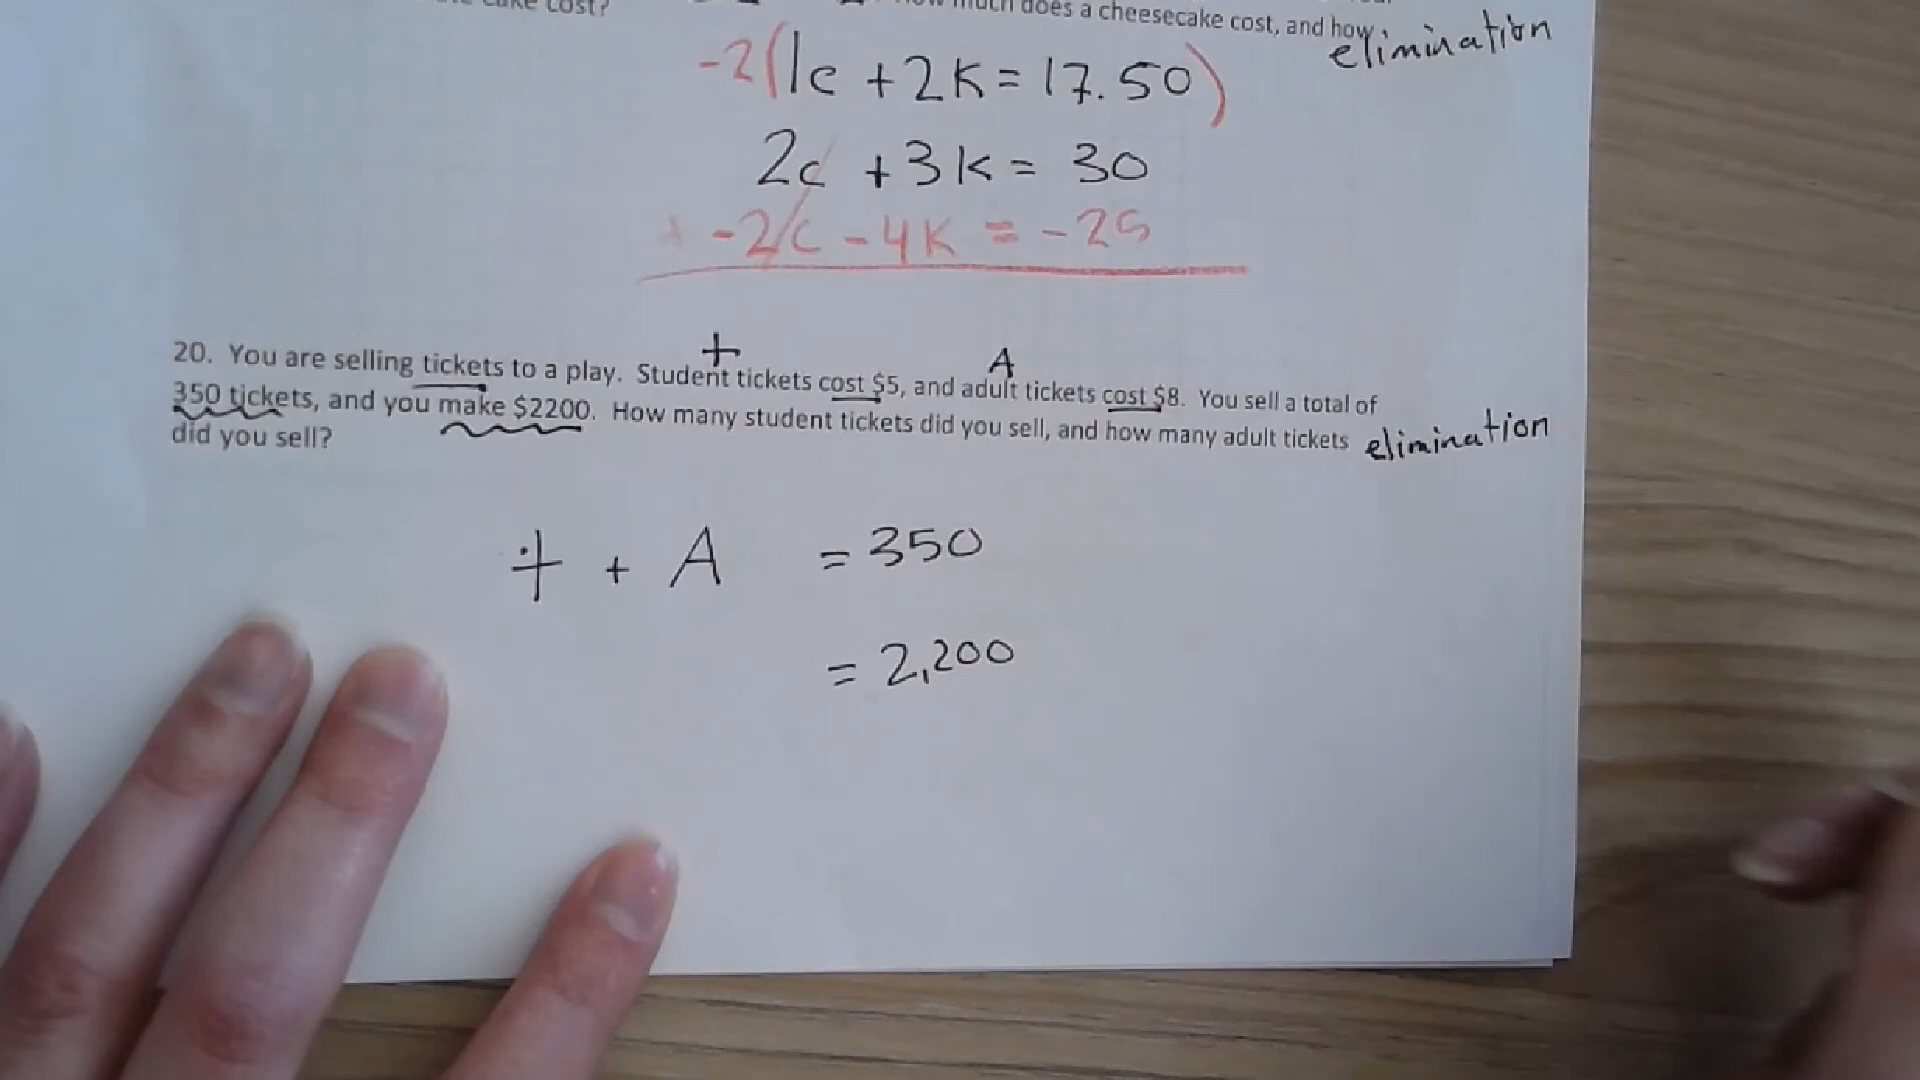 cake cost?
much does a cheesecake cost, and how
elimination
-2(1c + 2K = 17.50)
2c + 3K = 30
+ -2c - 4K = -25
t A
20. You are selling tickets to a play. Student tickets cost $5, and adult tickets cost $8. You sell a total of
350 tickets, and you make $2200. How many student tickets did you sell, and how many adult tickets
elimination
did you sell?
t + A = 350
= 2,200